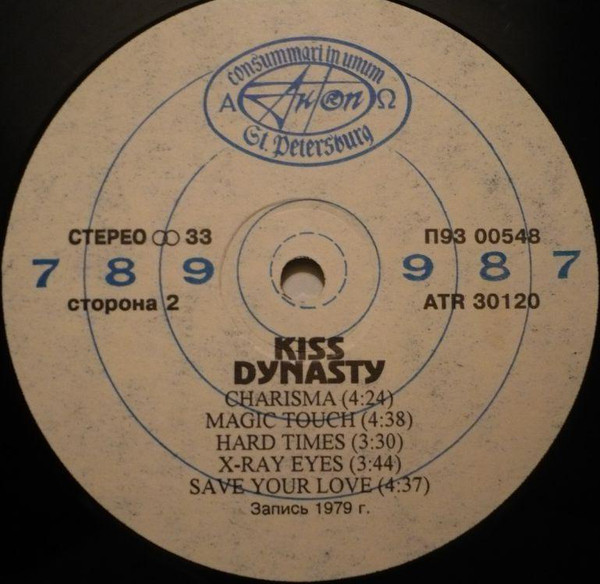 consummari in unum
Α АнТроп Ω
St. Petersburg
СТЕРЕО 33
П93 00548
7 8 9
9 8 7
сторона 2
ATR 30120
KISS
DYNASTY
CHARISMA (4:24)
MAGIC TOUCH (4:38)
HARD TIMES (3:30)
X-RAY EYES (3:44)
SAVE YOUR LOVE (4:37)
Запись 1979 г.